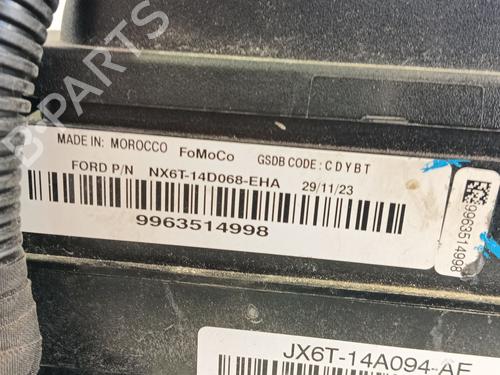 B-PARTS
MADE IN: MOROCCO FoMoCo GSDB CODE: CDYBT
FORD P/N NX6T-14D068-EHA 29/11/23
9963514998
9963514998
JX6T-14A094-AE